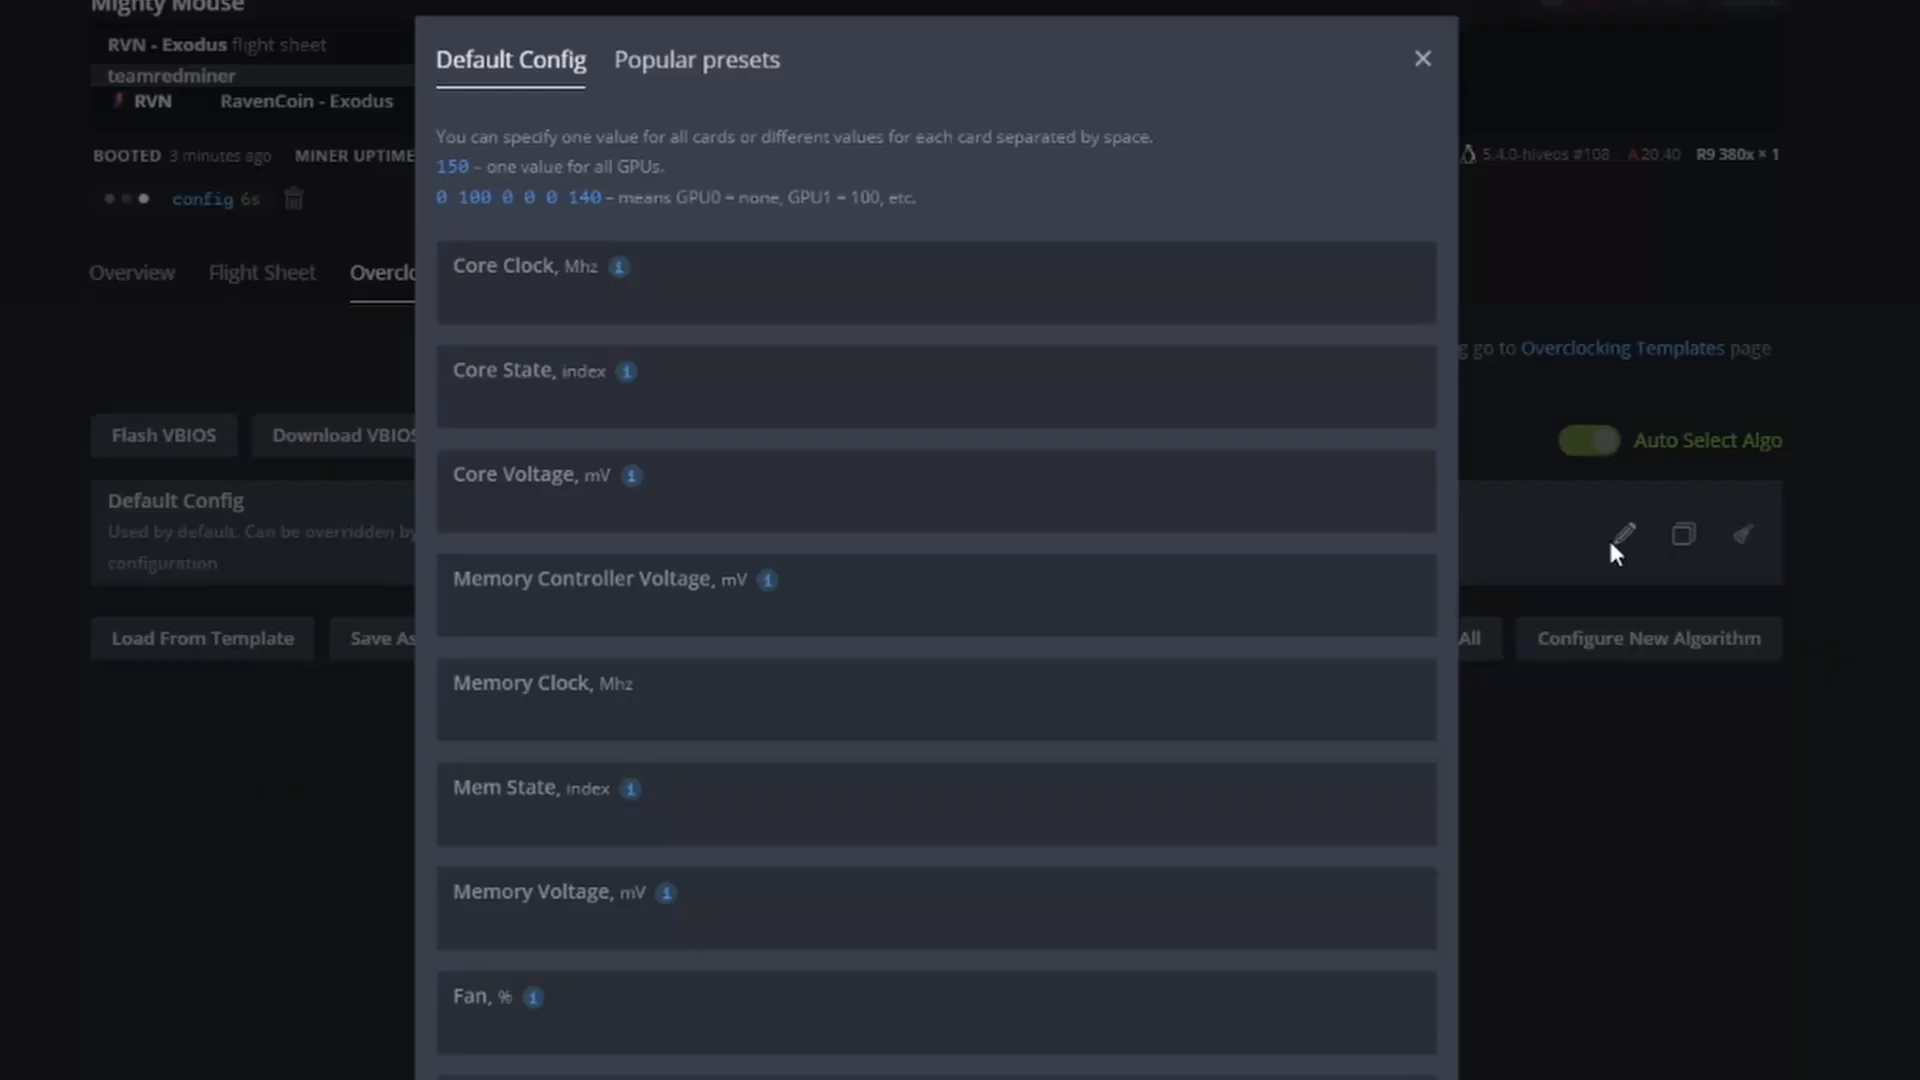 Mighty Mouse
RVN - Exodus flight sheet
teamredminer
RVN RavenCoin - Exodus
BOOTED 3 minutes ago MINER UPTIME
config 6s
5.4.0-hiveos #108 A 20.40 R9 380x × 1
Overview Flight Sheet Overclo
g go to Overclocking Templates page
Flash VBIOS Download VBIOS
Auto Select Algo
Default Config
Used by default. Can be overridden by
configuration
Load From Template Save As
All Configure New Algorithm
Default Config Popular presets
You can specify one value for all cards or different values for each card separated by space.
150 – one value for all GPUs.
0 100 0 0 0 140 – means GPU0 = none, GPU1 = 100, etc.
Core Clock, Mhz
Core State, index
Core Voltage, mV
Memory Controller Voltage, mV
Memory Clock, Mhz
Mem State, index
Memory Voltage, mV
Fan, %